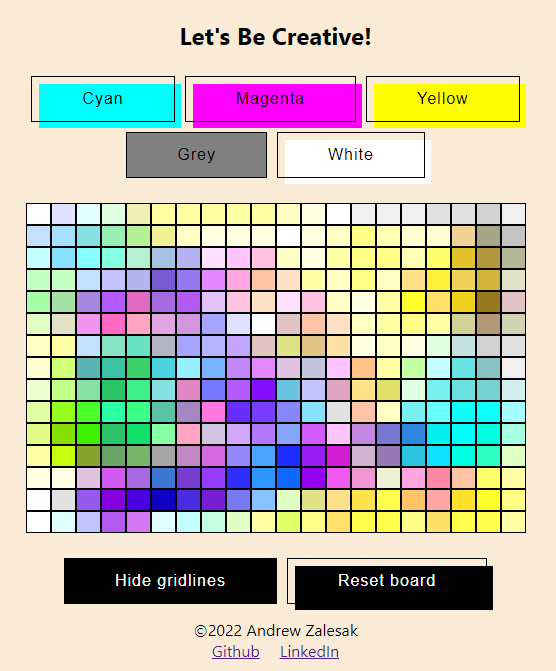 Let's Be Creative!
Cyan Magenta Yellow
Grey White
Hide gridlines Reset board
©2022 Andrew Zalesak
Github LinkedIn